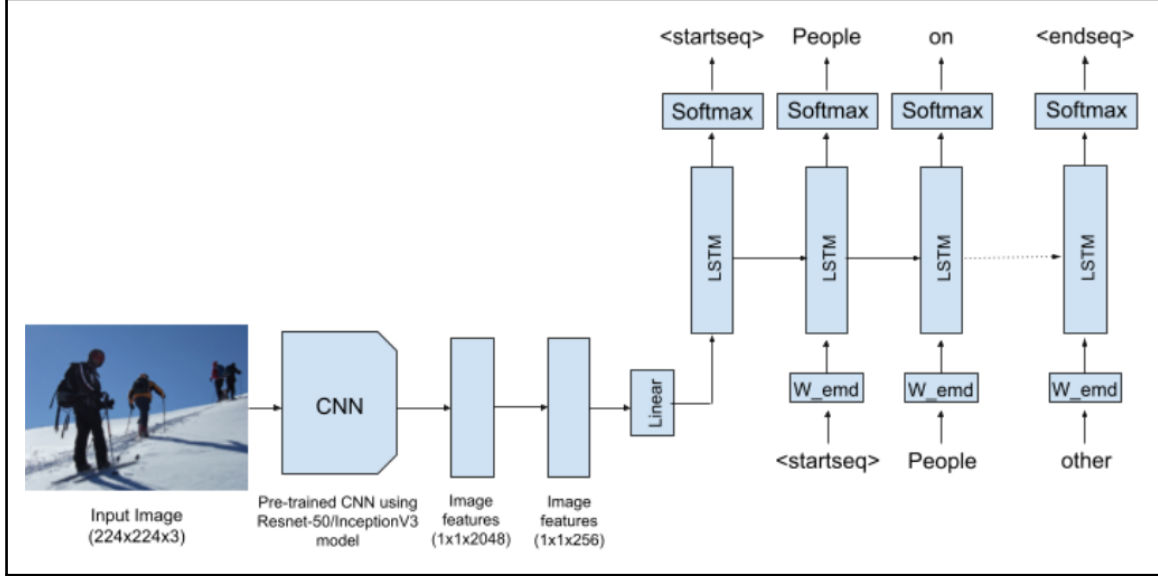 <startseq> People on <endseq>
Softmax Softmax Softmax Softmax
LSTM LSTM LSTM LSTM
CNN
Linear
W_emd W_emd W_emd
<startseq> People other
Input Image
(224x224x3)
Pre-trained CNN using
Resnet-50/InceptionV3
model
Image
features
(1x1x2048)
Image
features
(1x1x256)